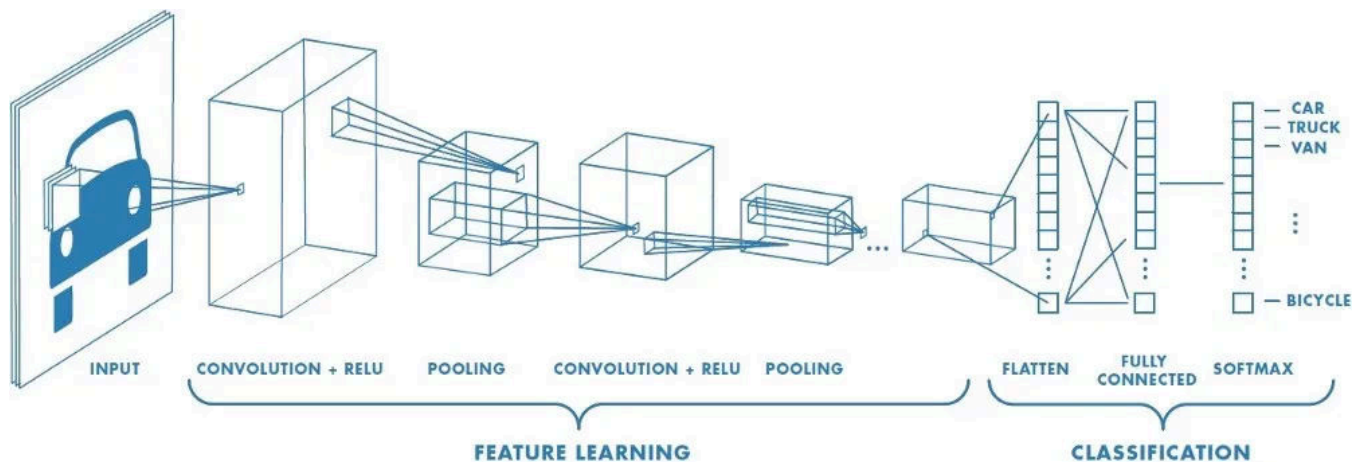 CAR
TRUCK
VAN
BICYCLE
INPUT
CONVOLUTION + RELU
POOLING
CONVOLUTION + RELU
POOLING
FLATTEN
FULLY
CONNECTED
SOFTMAX
FEATURE LEARNING
CLASSIFICATION